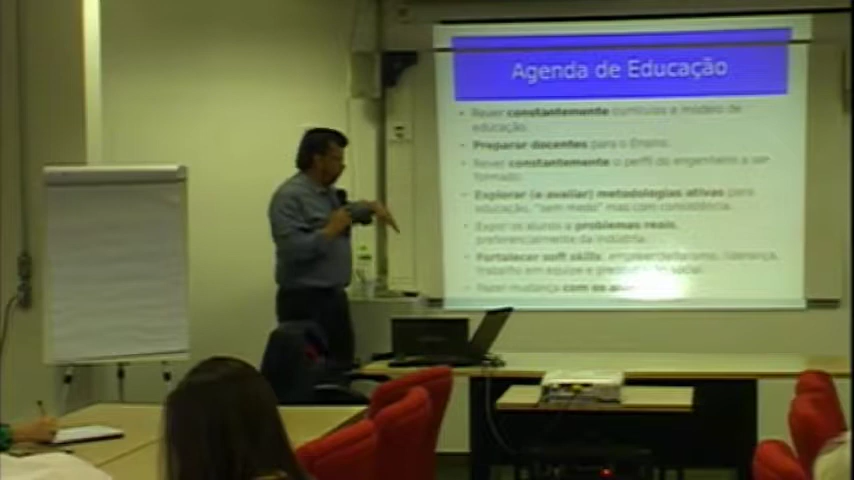 Agenda de Educação
• Rever constantemente currículos e modelo de
educação.
• Preparar docentes para o Ensino.
• Rever constantemente o perfil do engenheiro a ser
formado.
• Explorar (e avaliar) metodologias ativas para
educação, "sem medo" mas com consistência.
• Expor os alunos a problemas reais,
preferencialmente da indústria.
• Fortalecer soft skills: empreendedorismo, liderança,
trabalho em equipe e social.
• Fazer mudança com os